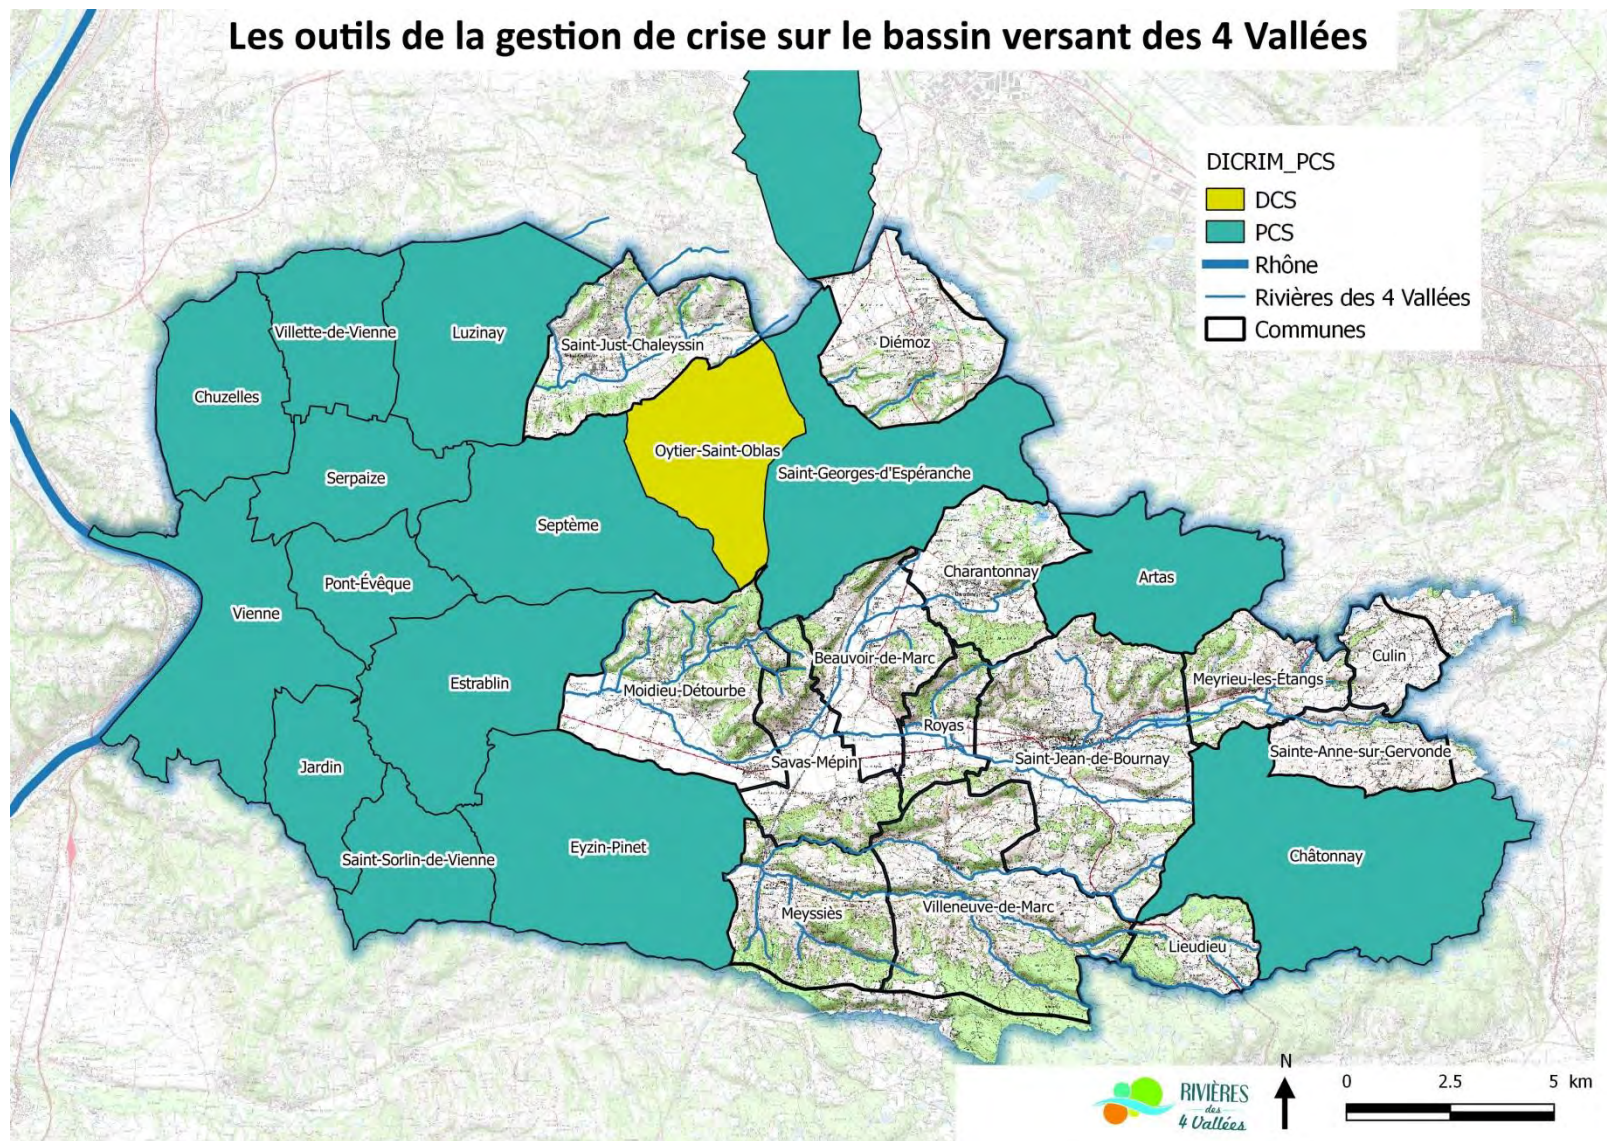 Les outils de la gestion de crise sur le bassin versant des 4 Vallées
DICRIM_PCS
DCS
PCS
Rhône
Rivières des 4 Vallées
Communes
Villette-de-Vienne
Luzinay
Saint-Just-Chaleyssin
Diémoz
Chuzelles
Oytier-Saint-Oblas
Serpaize
Saint-Georges-d'Espéranche
Septème
Pont-Évêque
Charantonnay
Artas
Vienne
Beauvoir-de-Marc
Culin
Estrablin
Moidieu-Détourbe
Meyrieu-les-Étangs
Royas
Jardin
Savas-Mépin
Saint-Jean-de-Bournay
Sainte-Anne-sur-Gervonde
Saint-Sorlin-de-Vienne
Eyzin-Pinet
Châtonnay
Meyssiès
Villeneuve-de-Marc
Lieudieu
RIVIÈRES
des
4 Vallées
N
0 2.5 5 km